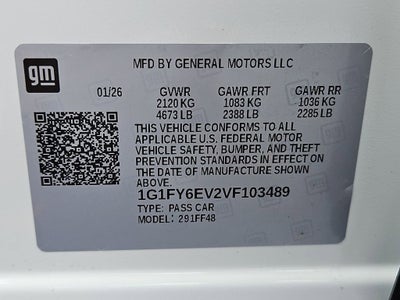 gm
MFD BY GENERAL MOTORS LLC
01/26 GVWR GAWR FRT GAWR RR
2120 KG 1083 KG 1036 KG
4673 LB 2388 LB 2285 LB
THIS VEHICLE CONFORMS TO ALL
APPLICABLE U.S. FEDERAL MOTOR
VEHICLE SAFETY, BUMPER, AND THEFT
PREVENTION STANDARDS IN EFFECT ON
THE DATE OF MANUFACTURE SHOWN ABOVE.
1G1FY6EV2VF103489
TYPE: PASS CAR
MODEL: 291FF48